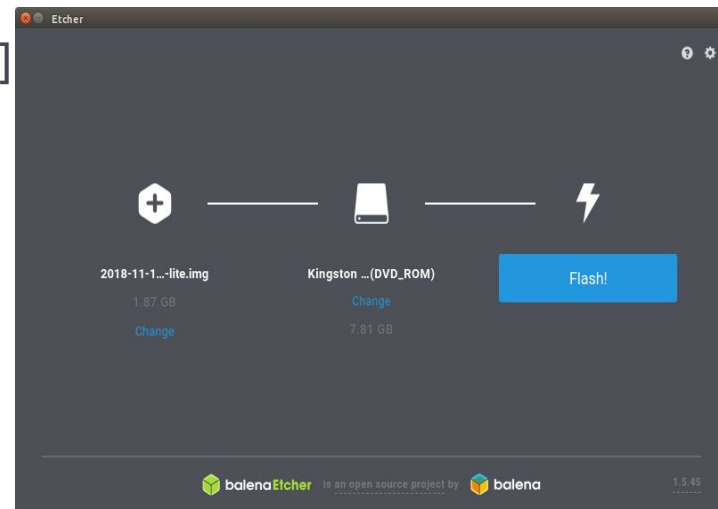 Etcher
]
2018-11-1...-lite.img
1.87 GB
Change
Kingston ...(DVD_ROM)
Change
7.81 GB
Flash!
balenaEtcher is an open source project by balena
1.5.45